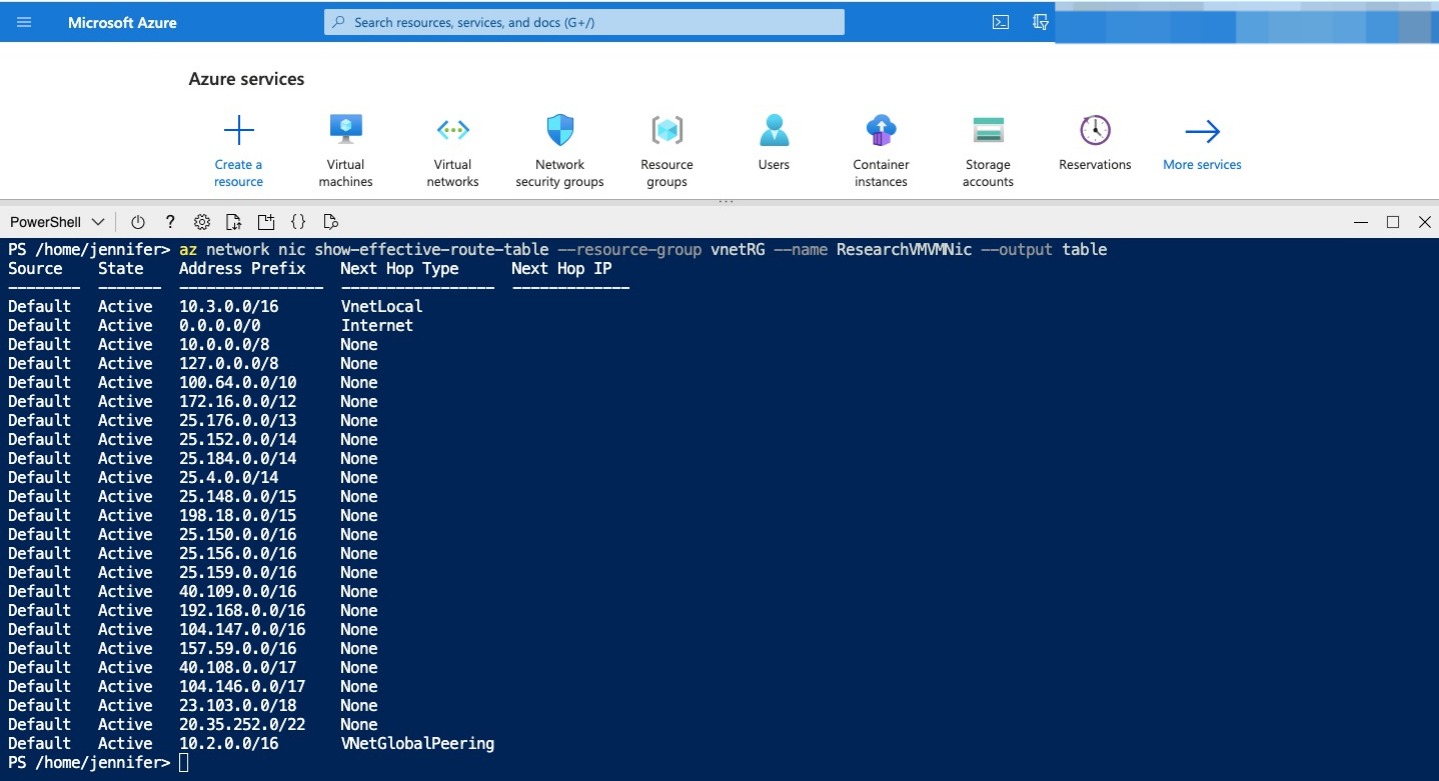 Microsoft Azure
Search resources, services, and docs (G+/)
Azure services
Create a
resource
Virtual
machines
Virtual
networks
Network
security groups
Resource
groups
Users
Container
instances
Storage
accounts
Reservations
More services
PowerShell
PS /home/jennifer> az network nic show-effective-route-table --resource-group vnetRG --name ResearchVMVMNic --output table
Source State Address Prefix Next Hop Type Next Hop IP
-------- ------- ---------------- ----------------- -------------
Default Active 10.3.0.0/16 VnetLocal
Default Active 0.0.0.0/0 Internet
Default Active 10.0.0.0/8 None
Default Active 127.0.0.0/8 None
Default Active 100.64.0.0/10 None
Default Active 172.16.0.0/12 None
Default Active 25.176.0.0/13 None
Default Active 25.152.0.0/14 None
Default Active 25.184.0.0/14 None
Default Active 25.4.0.0/14 None
Default Active 25.148.0.0/15 None
Default Active 198.18.0.0/15 None
Default Active 25.150.0.0/16 None
Default Active 25.156.0.0/16 None
Default Active 25.159.0.0/16 None
Default Active 40.109.0.0/16 None
Default Active 192.168.0.0/16 None
Default Active 104.147.0.0/16 None
Default Active 157.59.0.0/16 None
Default Active 40.108.0.0/17 None
Default Active 104.146.0.0/17 None
Default Active 23.103.0.0/18 None
Default Active 20.35.252.0/22 None
Default Active 10.2.0.0/16 VNetGlobalPeering
PS /home/jennifer>